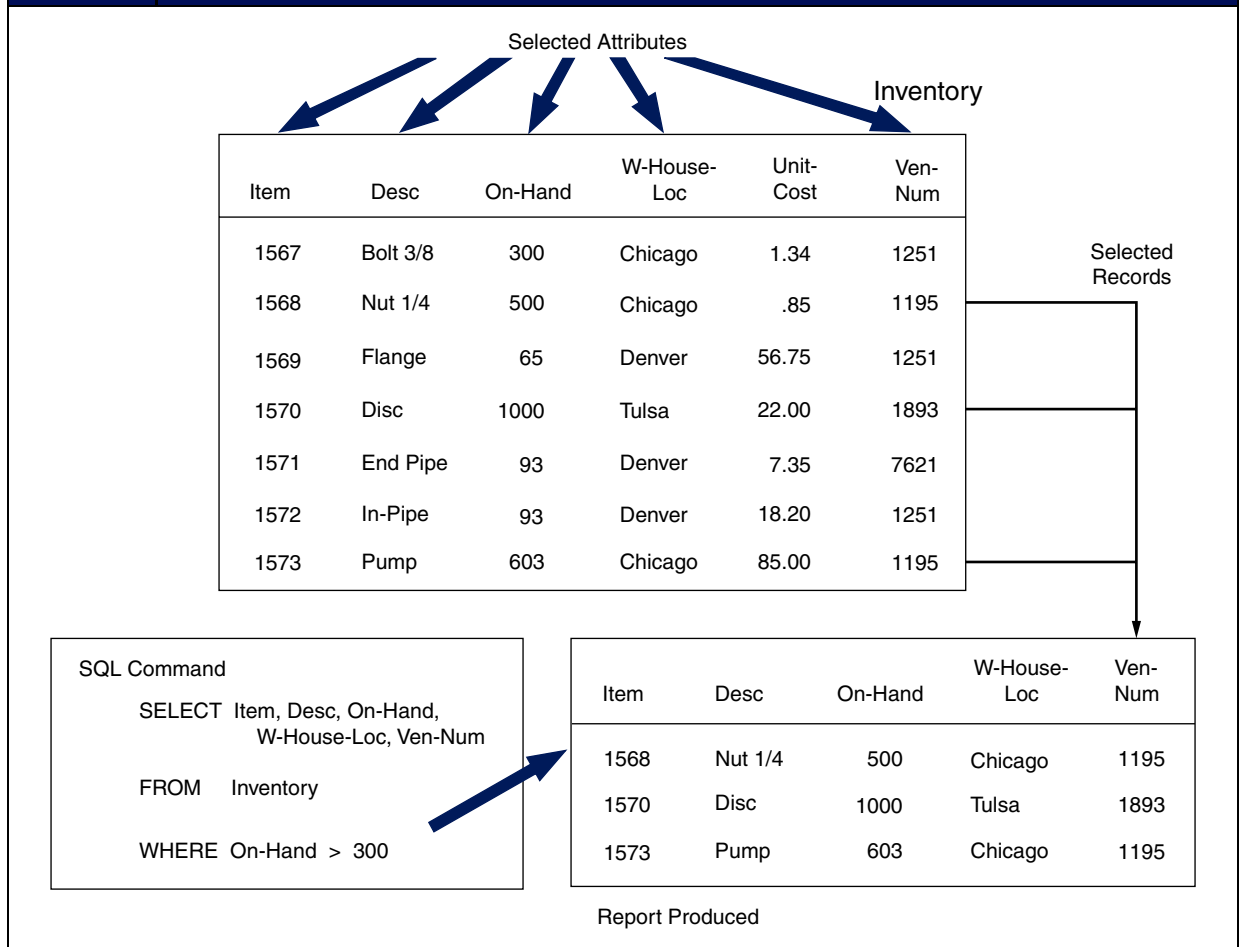 Selected Attributes
Inventory
Item Desc On-Hand W-House-Loc Unit-Cost Ven-Num
1567 Bolt 3/8 300 Chicago 1.34 1251
1568 Nut 1/4 500 Chicago .85 1195
1569 Flange 65 Denver 56.75 1251
1570 Disc 1000 Tulsa 22.00 1893
1571 End Pipe 93 Denver 7.35 7621
1572 In-Pipe 93 Denver 18.20 1251
1573 Pump 603 Chicago 85.00 1195
Selected
Records
SQL Command
SELECT Item, Desc, On-Hand,
W-House-Loc, Ven-Num
FROM Inventory
WHERE On-Hand > 300
Item Desc On-Hand W-House-Loc Ven-Num
1568 Nut 1/4 500 Chicago 1195
1570 Disc 1000 Tulsa 1893
1573 Pump 603 Chicago 1195
Report Produced